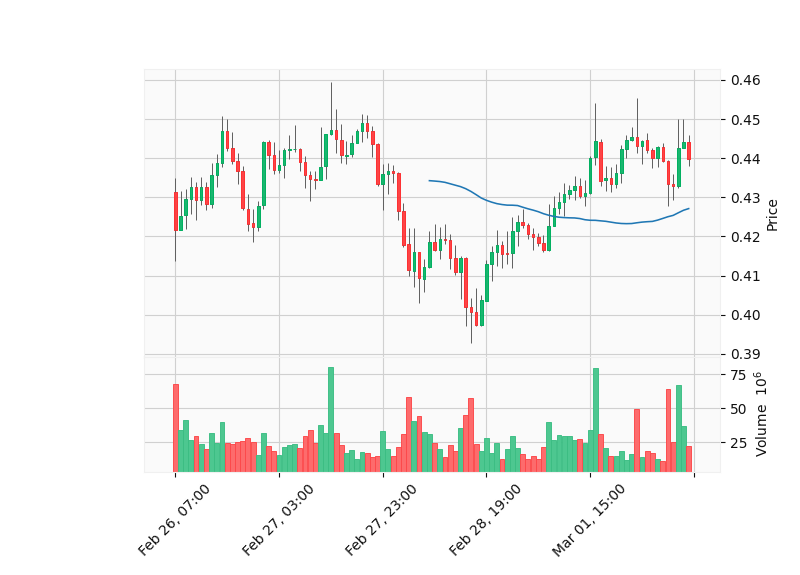 0.46
0.45
0.44
0.43
0.42
0.41
0.40
0.39
Price
75
50
25
Volume 10⁶
Feb 26, 07:00
Feb 27, 03:00
Feb 27, 23:00
Feb 28, 19:00
Mar 01, 15:00